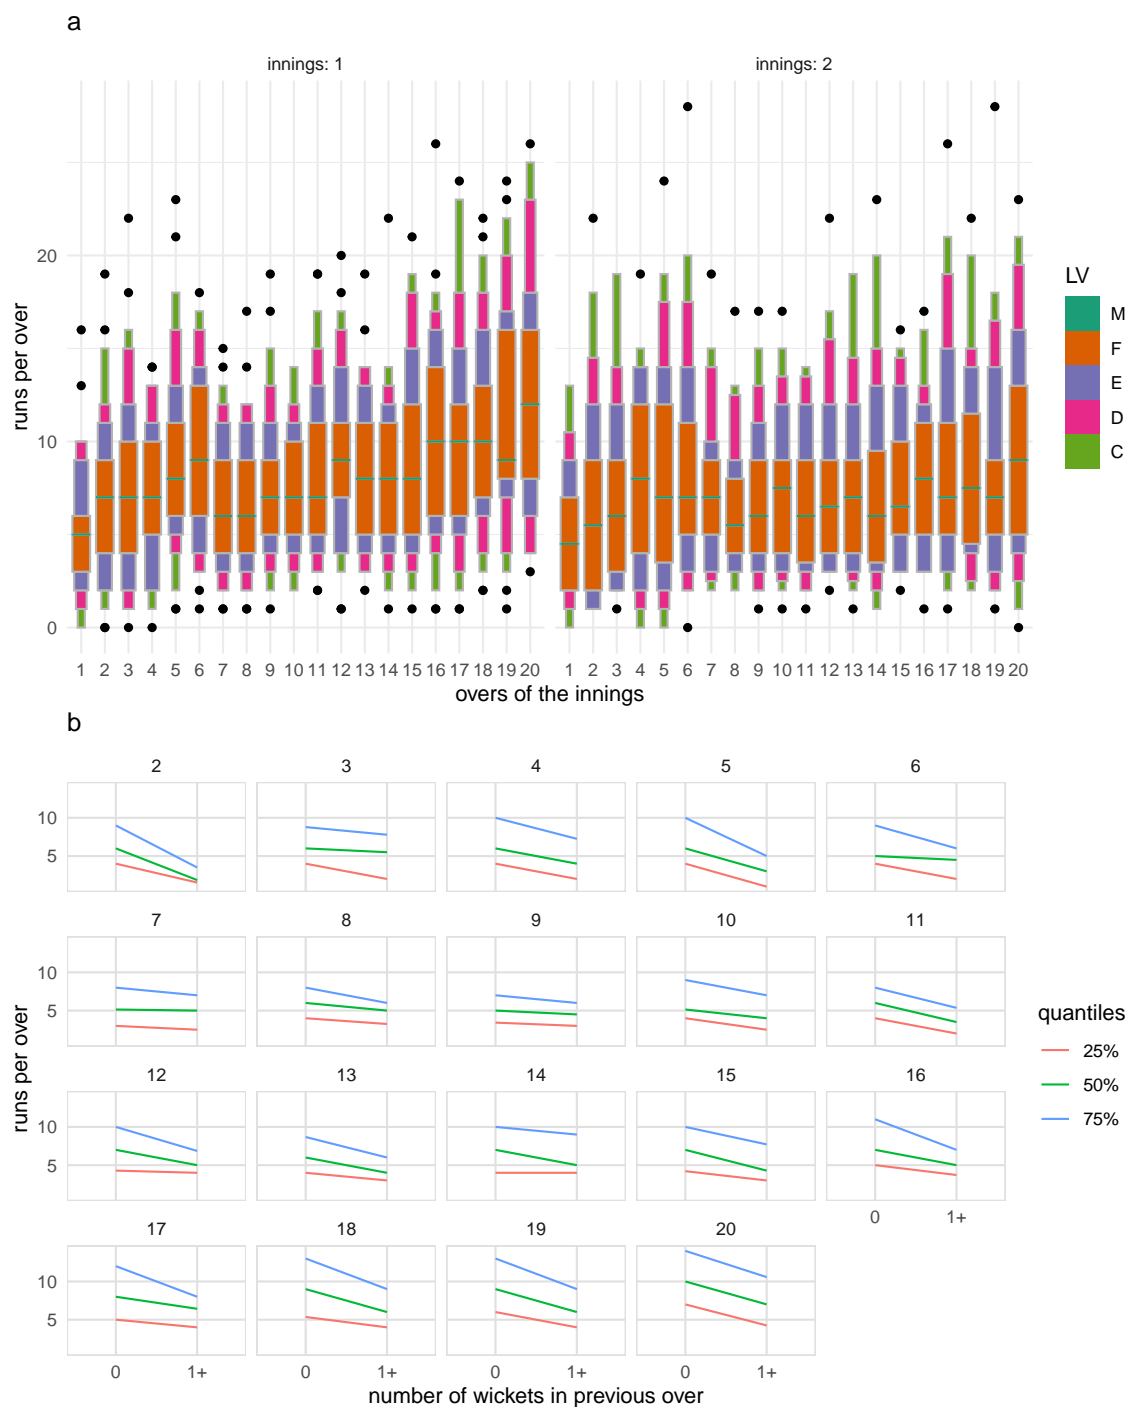 a
innings: 1 innings: 2
20
10
0
runs per over
1 2 3 4 5 6 7 8 9 10 11 12 13 14 15 16 17 18 19 20 1 2 3 4 5 6 7 8 9 10 11 12 13 14 15 16 17 18 19 20
overs of the innings
LV
M
F
E
D
C
b
2 3 4 5 6
10
5
7 8 9 10 11
10
5
12 13 14 15 16
10
5
0 1+
17 18 19 20
10
5
0 1+ 0 1+ 0 1+ 0 1+
runs per over
number of wickets in previous over
quantiles
25%
50%
75%